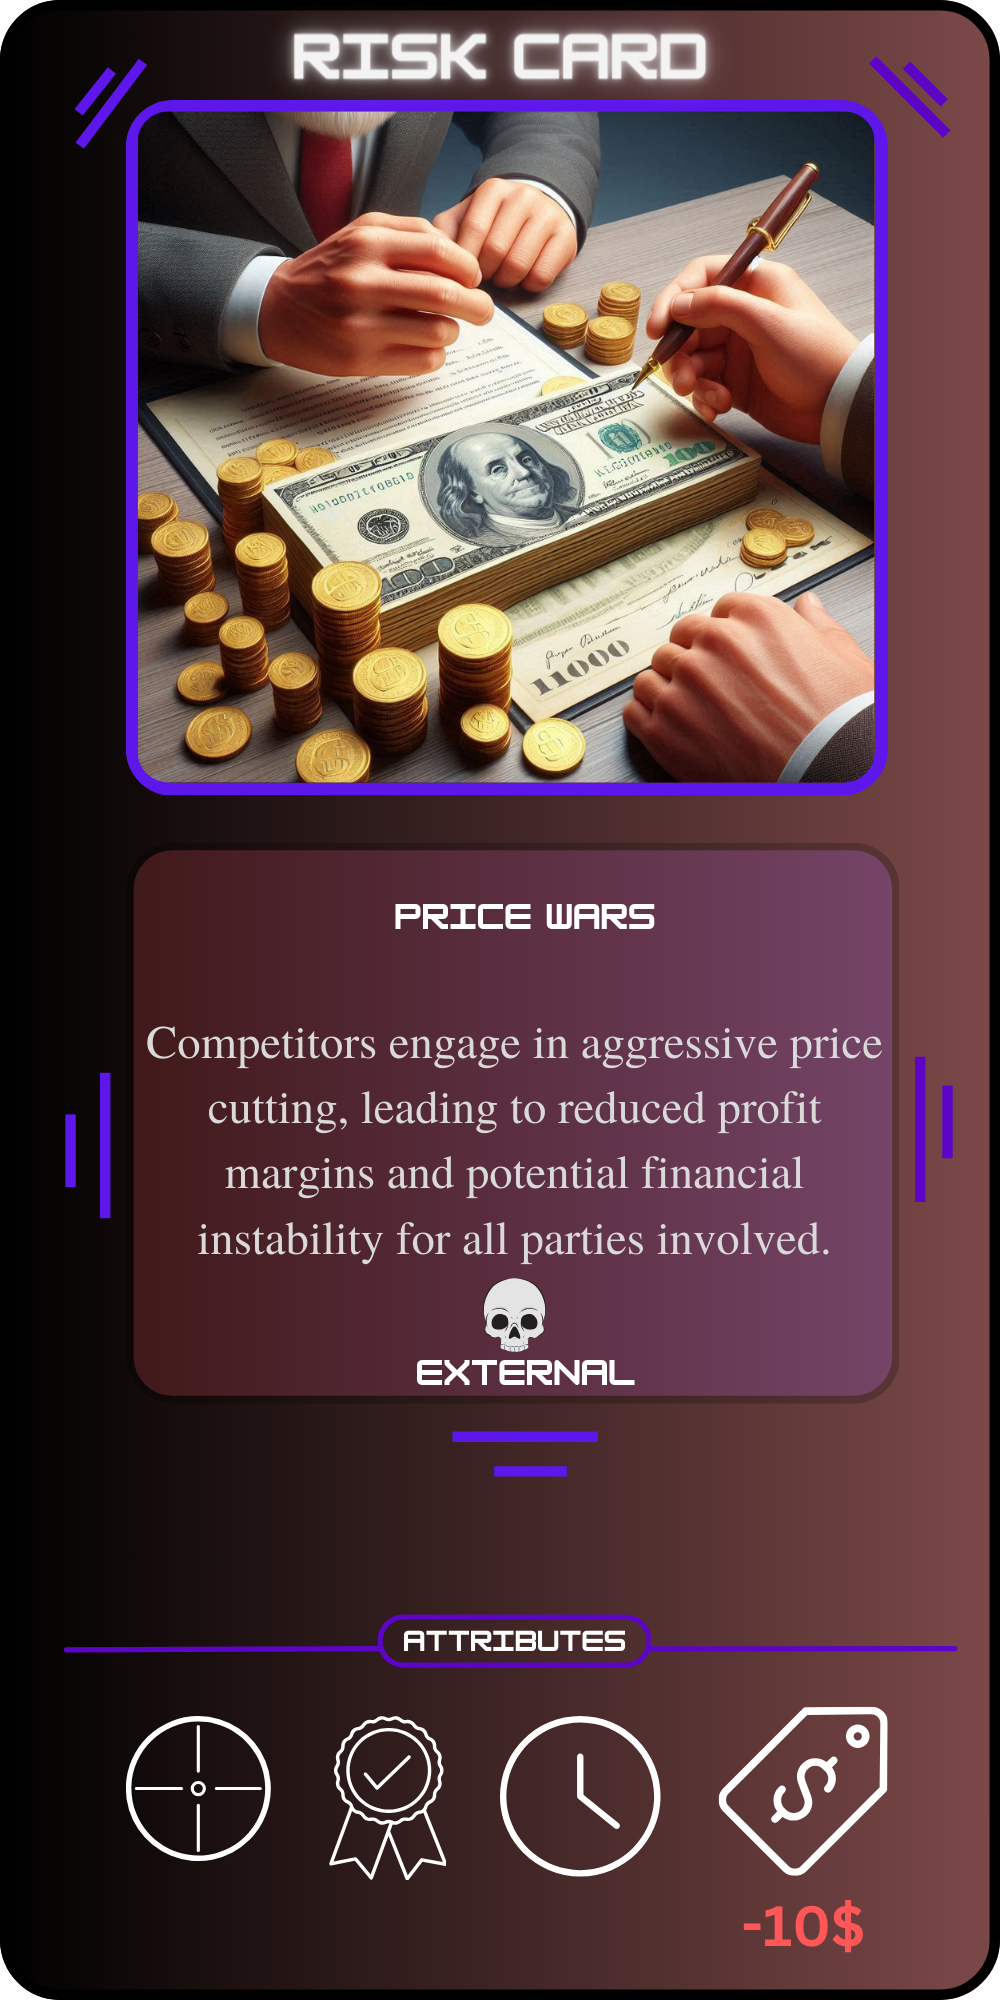 RISK CARD
11000
PRICE WARS
Competitors engage in aggressive price
cutting, leading to reduced profit
margins and potential financial
instability for all parties involved.
EXTERNAL
ATTRIBUTES
-10$